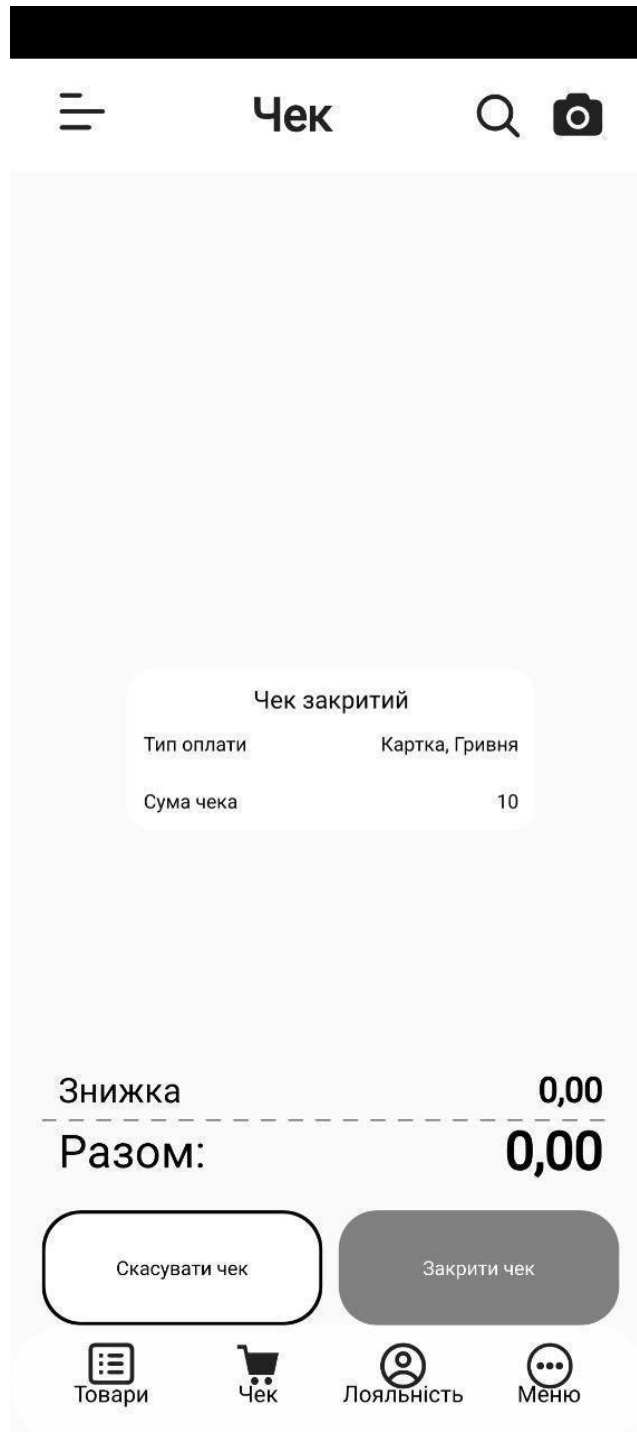 Чек
Чек закритий
Тип оплати Картка, Гривня
Сума чека 10
Знижка 0,00
Разом: 0,00
Скасувати чек Закрити чек
Товари Чек Лояльність Меню